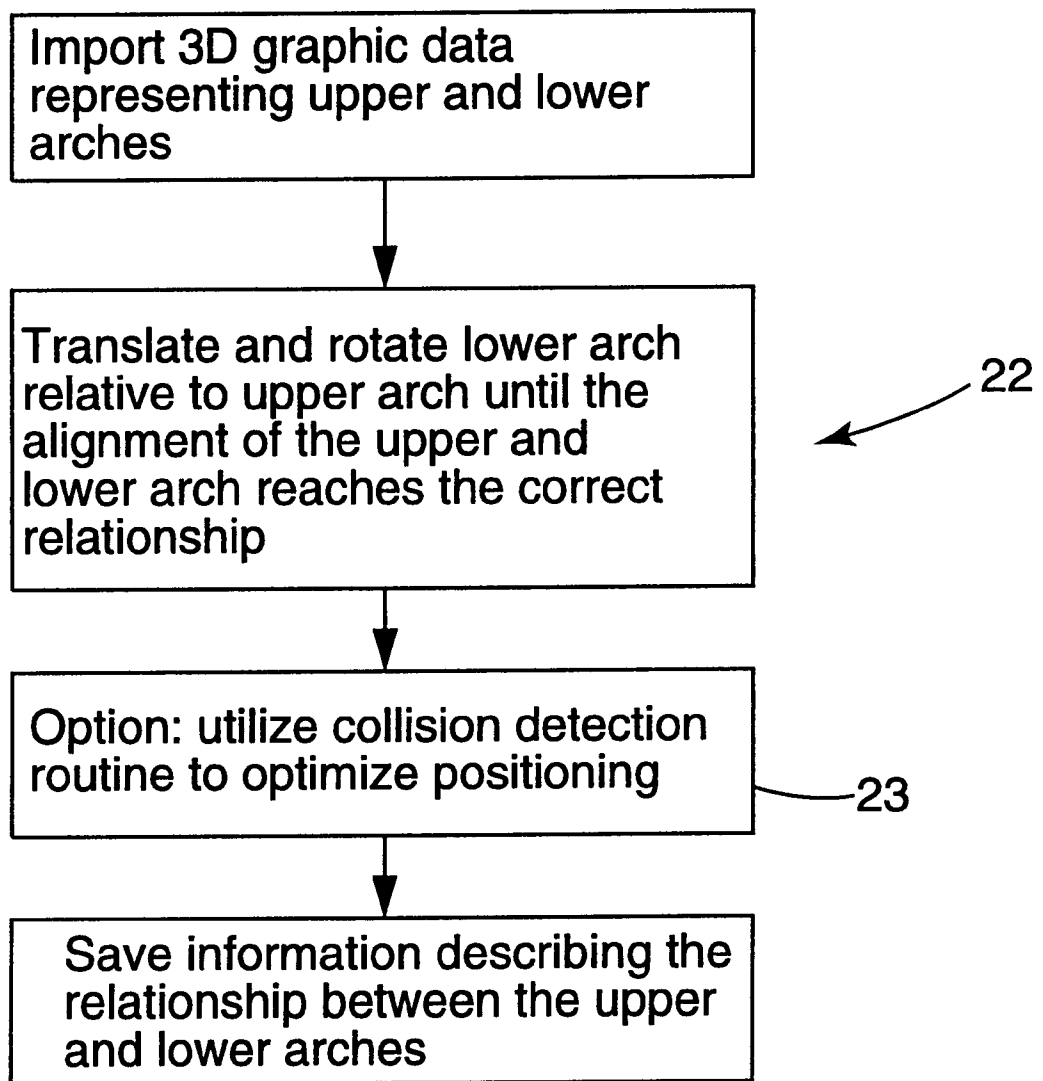 Import 3D graphic data
representing upper and lower
arches
Translate and rotate lower arch
relative to upper arch until the
alignment of the upper and
lower arch reaches the correct
relationship
22
Option: utilize collision detection
routine to optimize positioning
23
Save information describing the
relationship between the upper
and lower arches